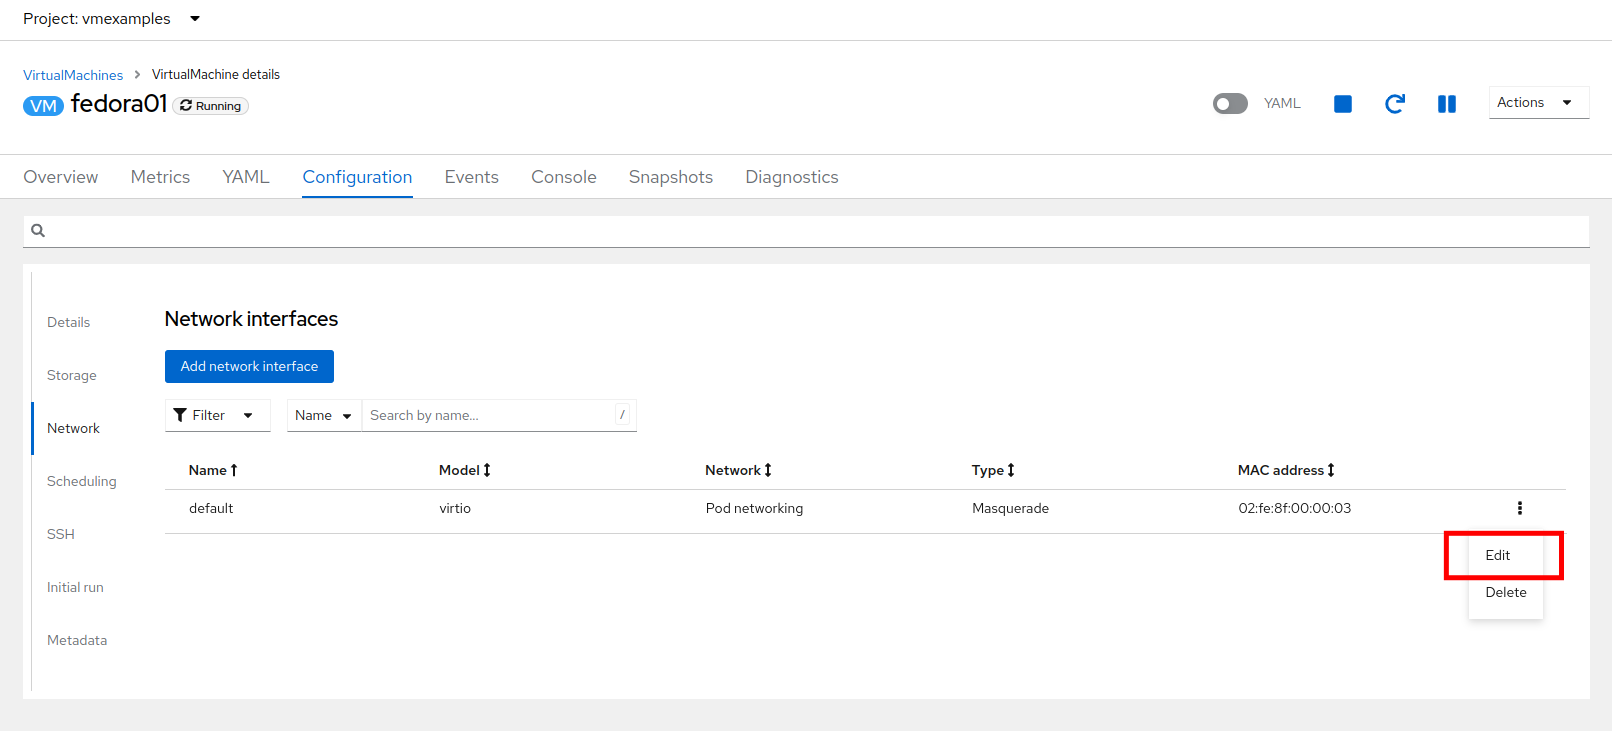 Project: vmexamples
VirtualMachines > VirtualMachine details
VM fedora01 Running
YAML
Actions
Overview Metrics YAML Configuration Events Console Snapshots Diagnostics
Details
Storage
Network
Scheduling
SSH
Initial run
Metadata
Network interfaces
Add network interface
Filter Name Search by name... /
Name Model Network Type MAC address
default virtio Pod networking Masquerade 02:fe:8f:00:00:03
Edit
Delete